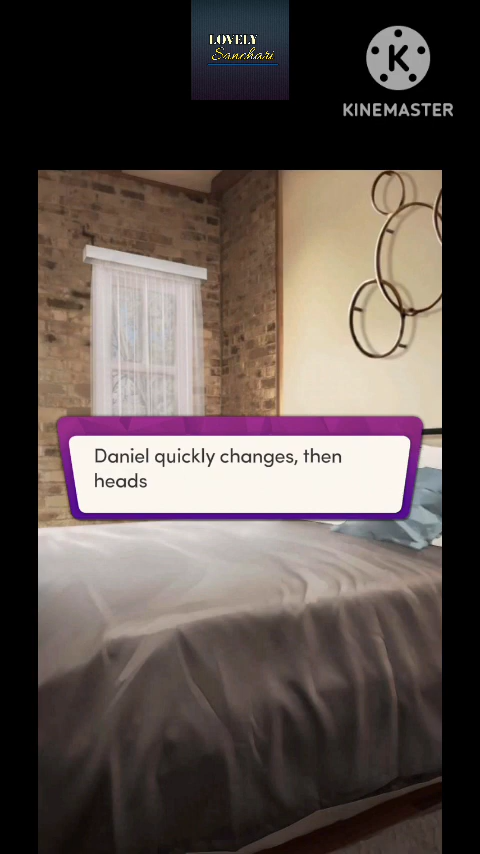 LOVELY
Sanchari
K
KINEMASTER
Daniel quickly changes, then
heads